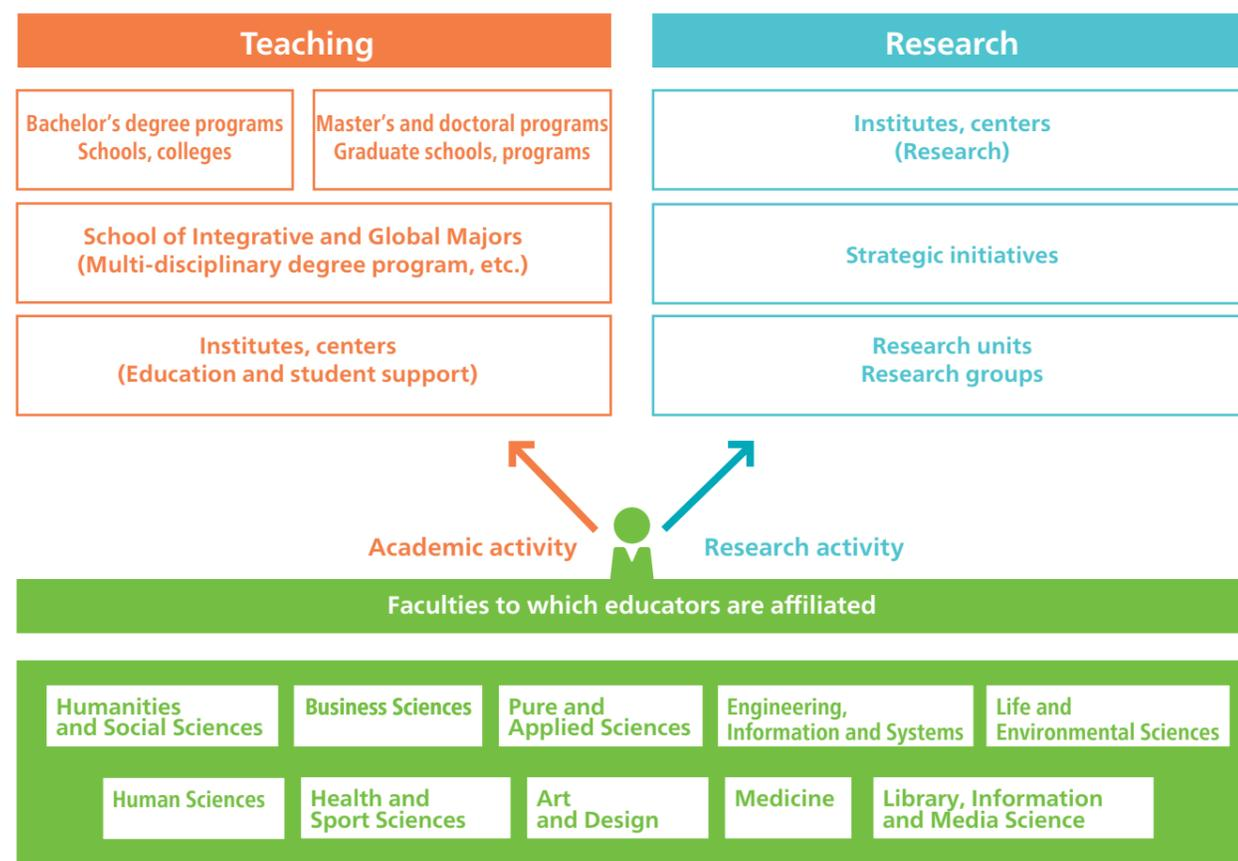 Teaching
Research
Bachelor's degree programs
Schools, colleges
Master's and doctoral programs
Graduate schools, programs
Institutes, centers
(Research)
School of Integrative and Global Majors
(Multi-disciplinary degree program, etc.)
Strategic initiatives
Institutes, centers
(Education and student support)
Research units
Research groups
Academic activity
Research activity
Faculties to which educators are affiliated
Humanities
and Social Sciences
Business Sciences
Pure and
Applied Sciences
Engineering,
Information and Systems
Life and
Environmental Sciences
Human Sciences
Health and
Sport Sciences
Art
and Design
Medicine
Library, Information
and Media Science